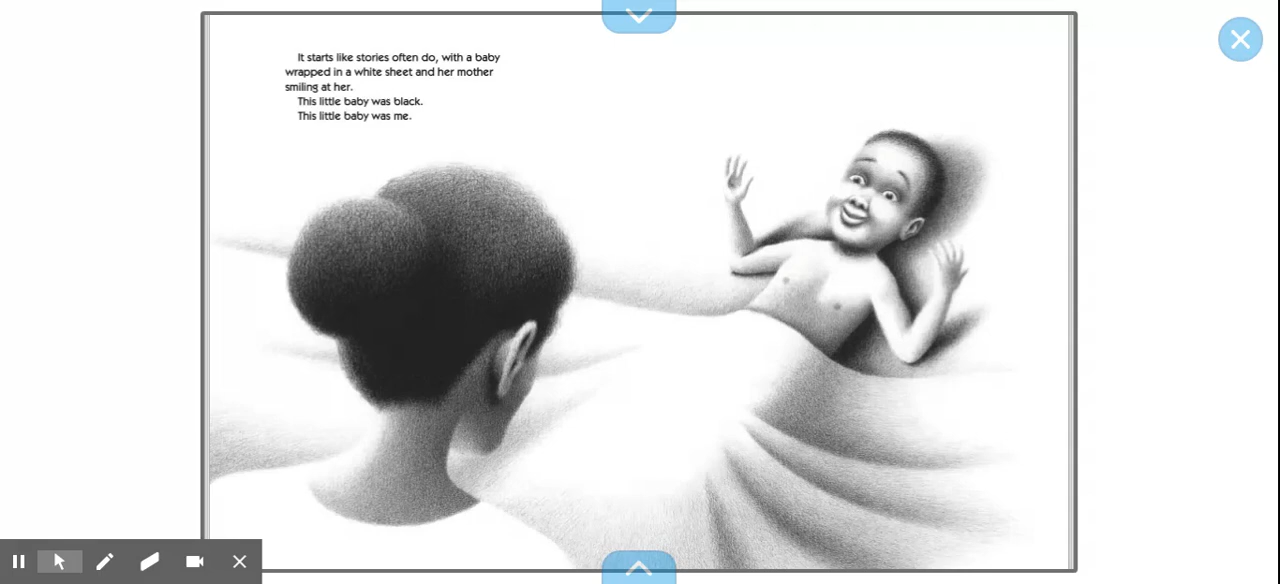 It starts like stories often do, with a baby
wrapped in a white sheet and her mother
smiling at her.
This little baby was black.
This little baby was me.